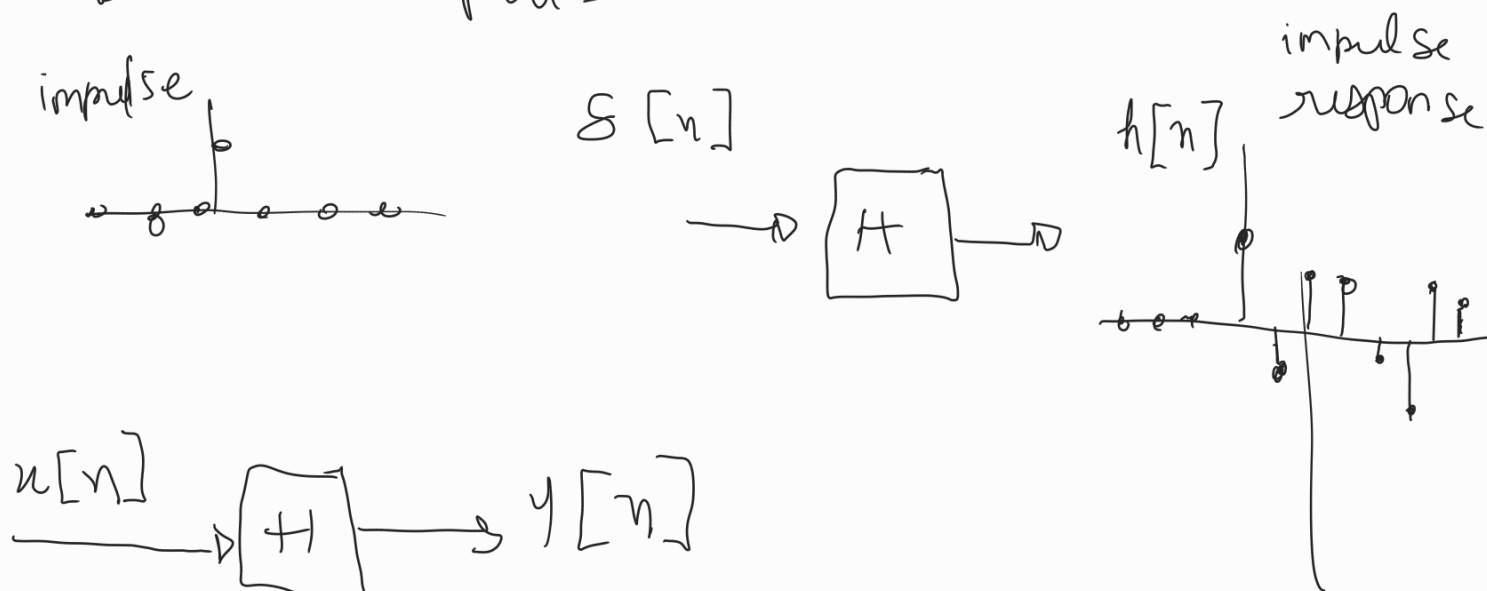 impulse
δ[n]
h[n]
impulse
response
H
x[n]
H
y[n]